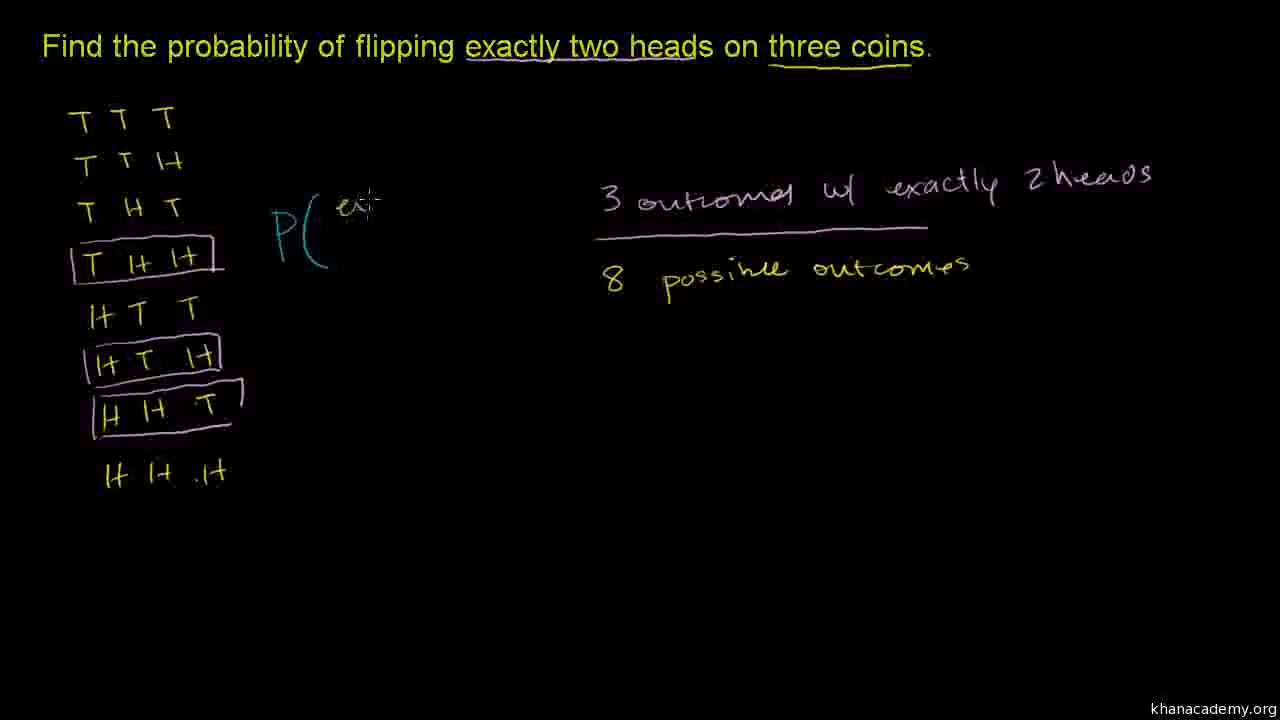 Find the probability of flipping exactly two heads on three coins.
T T T
T T H
T H T
T H H
H T T
H T H
H H T
H H H
P( ex
3 outcomes w/ exactly 2 heads
8 possible outcomes
khanacademy.org